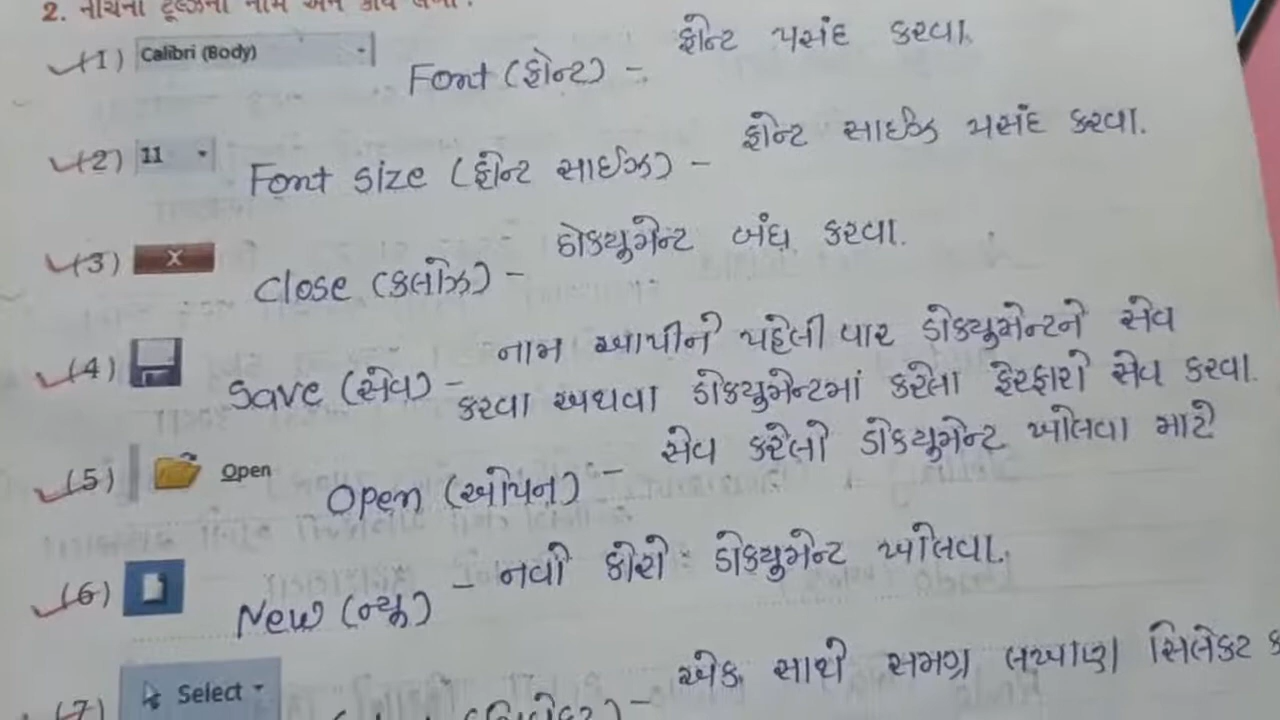 2. નીચેના ટૂલ્સના નામ અને કાર્ય લખો.
(1) Calibri (Body) Font (ફોન્ટ) - ફોન્ટ પસંદ કરવા.
(2) 11 Font size (ફોન્ટ સાઈઝ) - ફોન્ટ સાઈઝ પસંદ કરવા.
(3) X Close (ક્લોઝ) - ડોક્યુમેન્ટ બંધ કરવા.
(4) Save (સેવ) - નામ આપીને પહેલી વાર ડોક્યુમેન્ટને સેવ
કરવા અથવા ડોક્યુમેન્ટમાં કરેલા ફેરફારો સેવ કરવા.
(5) Open Open (ઓપન) - સેવ કરેલો ડોક્યુમેન્ટ ખોલવા માટે
(6) New (ન્યૂ) - નવો કોરો ડોક્યુમેન્ટ ખોલવા.
(7) Select - એક સાથે સમગ્ર લખાણ સિલેક્ટ